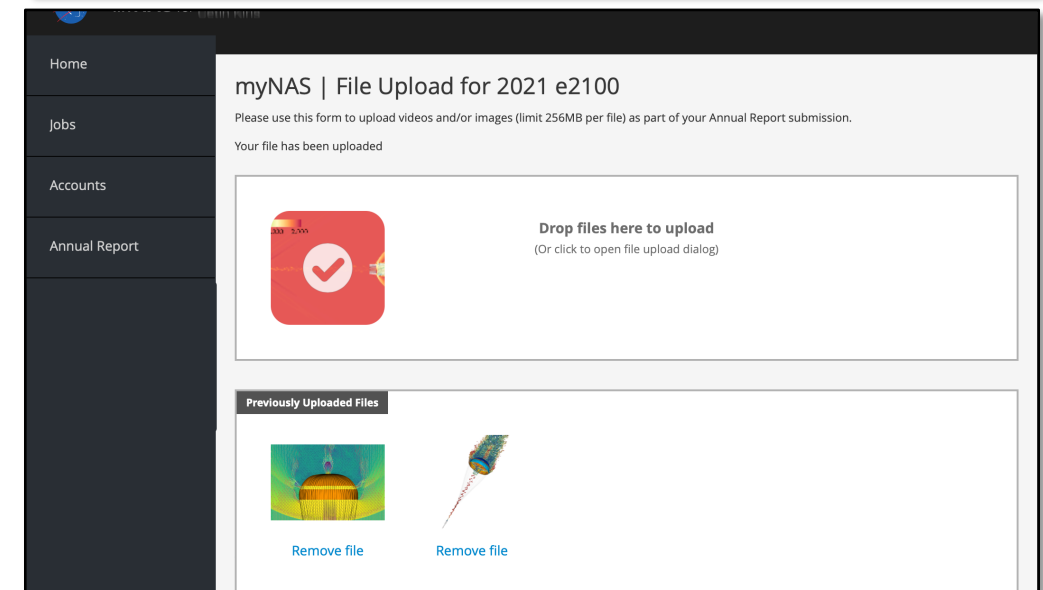 Home
Jobs
Accounts
Annual Report
myNAS | File Upload for 2021 e2100
Please use this form to upload videos and/or images (limit 256MB per file) as part of your Annual Report submission.
Your file has been uploaded
Drop files here to upload
(Or click to open file upload dialog)
Previously Uploaded Files
Remove file
Remove file